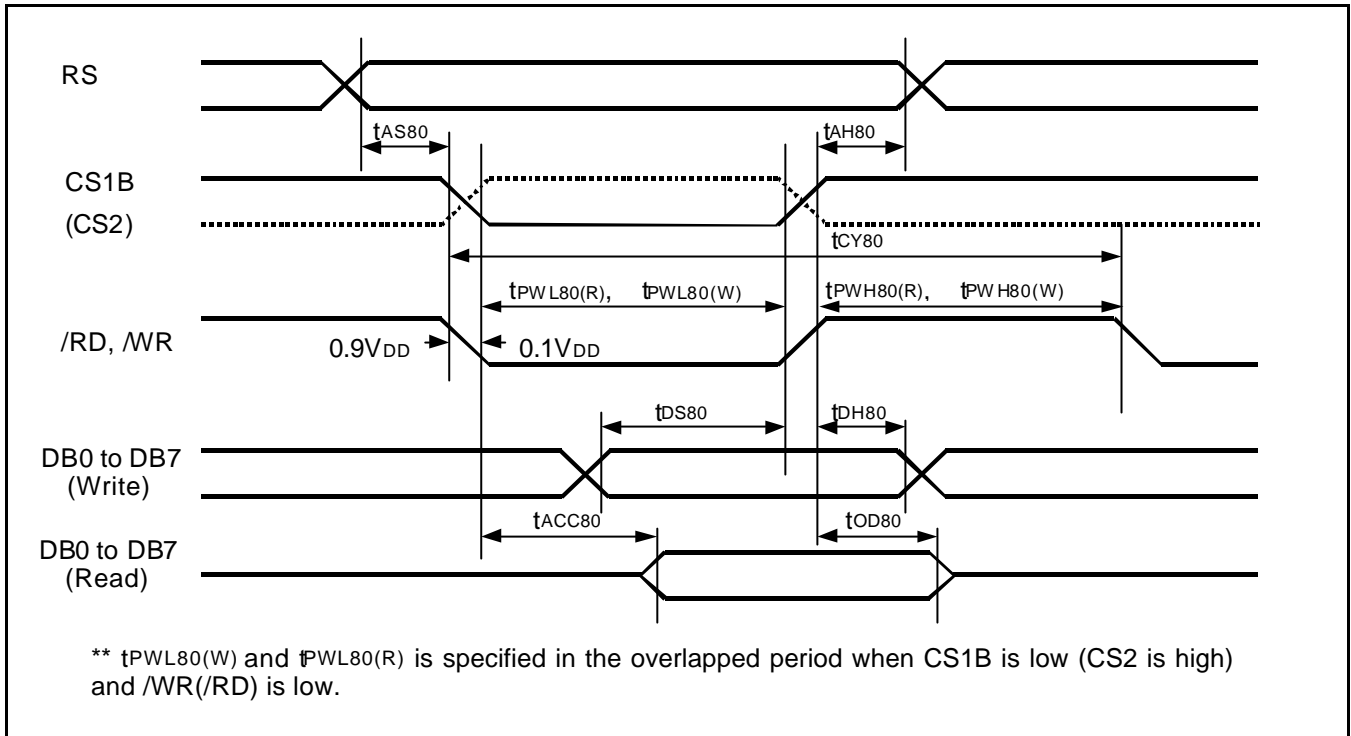 RS
tAS80
tAH80
CS1B
(CS2)
tCY80
tPWL80(R), tPWL80(W)
tPWH80(R), tPWH80(W)
/RD, /WR
0.9VDD
0.1VDD
tDS80
tDH80
DB0 to DB7
(Write)
tACC80
tOD80
DB0 to DB7
(Read)
** tPWL80(W) and tPWL80(R) is specified in the overlapped period when CS1B is low (CS2 is high)
and /WR(/RD) is low.